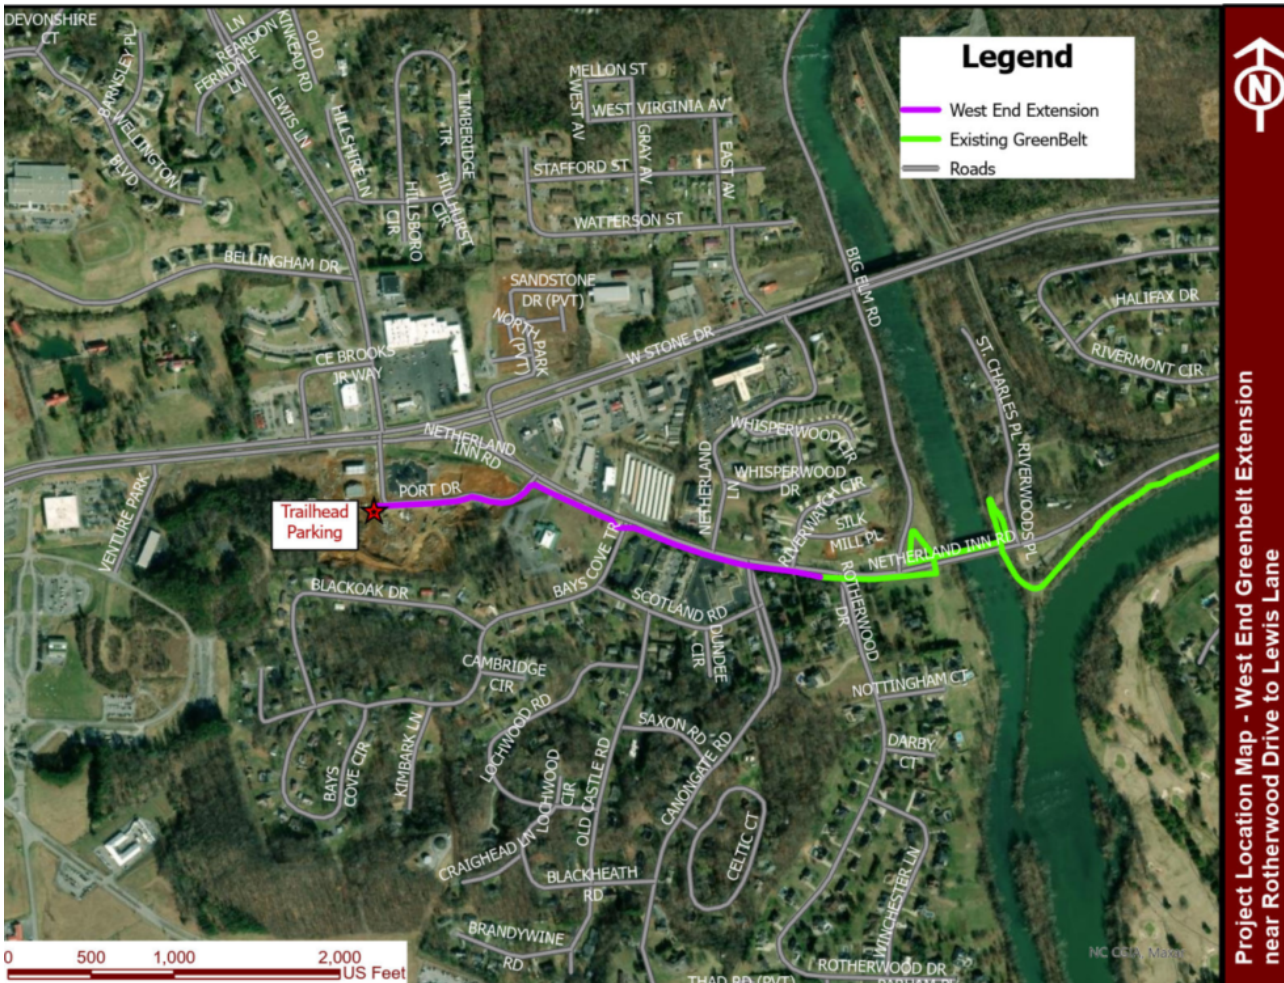 DEVONSHIRE
CT
BARNSLEY PL
WELLINGTON
BLVD
LN
REARDON
FERNDALE
LN
OLD
KINKEAD RD
LEWIS LN
HILLSHIRE LN
TIMBERIDGE
TR
HILLSBORO
CIR
HILLHURST
CIR
MELLON ST
WEST AV
WEST VIRGINIA AV
GRAY AV
EAST AV
STAFFORD ST
WATTERSON ST
BELLINGHAM DR
SANDSTONE
DR (PVT)
NORTH PARK
(PVT)
CE BROOKS
JR WAY
W STONE DR
BIG ELM RD
ST. CHARLES PL
RIVERWOODS PL
HALIFAX DR
RIVERMONT CIR
NETHERLAND
INN RD
PORT DR
Trailhead
Parking
VENTURE PARK
WHISPERWOOD CIR
WHISPERWOOD
DR
NETHERLAND
LN
RIVERWATCH CIR
SILK
MILL PL
NETHERLAND INN RD
BLACKOAK DR
BAYS COVE TR
SCOTLAND RD
DUNDEE
CIR
ROTHERWOOD
DR
CAMBRIDGE
CIR
NOTTINGHAM CT
LOCHWOOD RD
SAXON RD
DARBY
CT
BAYS
COVE CIR
KIMBARK LN
LOCHWOOD
CIR
OLD CASTLE RD
CANONGATE RD
CELTIC CT
CRAIGHEAD LN
BLACKHEATH
RD
WINCHESTER LN
BRANDYWINE
RD
ROTHERWOOD DR
THAD RD (PVT)
Legend
West End Extension
Existing GreenBelt
Roads
0 500 1,000 2,000
US Feet
N
Project Location Map - West End Greenbelt Extension
near Rotherwood Drive to Lewis Lane